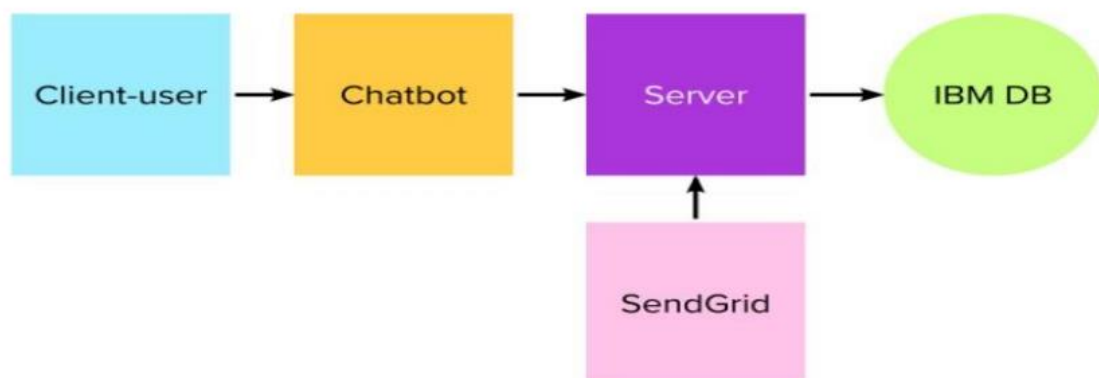 Client-user
Chatbot
Server
IBM DB
SendGrid